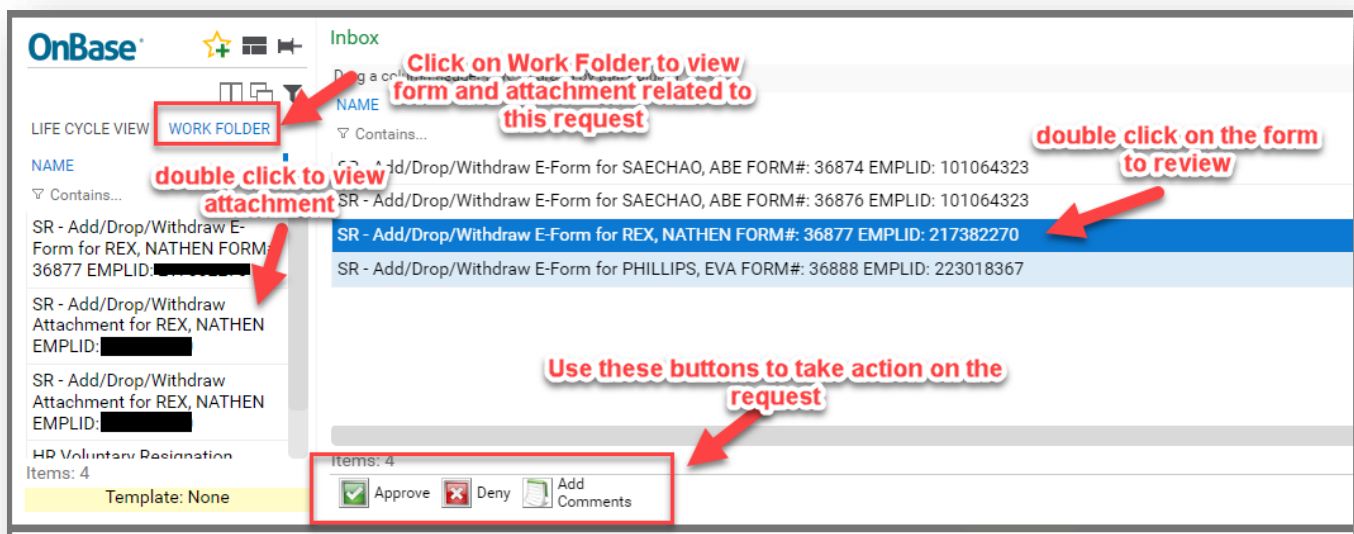 OnBase
LIFE CYCLE VIEW
WORK FOLDER
NAME
Contains...
SR - Add/Drop/Withdraw E-
Form for REX, NATHEN FORM#
36877 EMPLID:
SR - Add/Drop/Withdraw
Attachment for REX, NATHEN
EMPLID:
SR - Add/Drop/Withdraw
Attachment for REX, NATHEN
EMPLID:
HR Voluntary Resignation
Items: 4
Template: None
Inbox
Drag a column header
NAME
Contains...
SR - Add/Drop/Withdraw E-Form for SAECHAO, ABE FORM#: 36874 EMPLID: 101064323
SR - Add/Drop/Withdraw E-Form for SAECHAO, ABE FORM#: 36876 EMPLID: 101064323
SR - Add/Drop/Withdraw E-Form for REX, NATHEN FORM#: 36877 EMPLID: 217382270
SR - Add/Drop/Withdraw E-Form for PHILLIPS, EVA FORM#: 36888 EMPLID: 223018367
Items: 4
Approve
Deny
Add
Comments
Click on Work Folder to view
form and attachment related to
this request
double click to view
attachment
double click on the form
to review
Use these buttons to take action on the
request